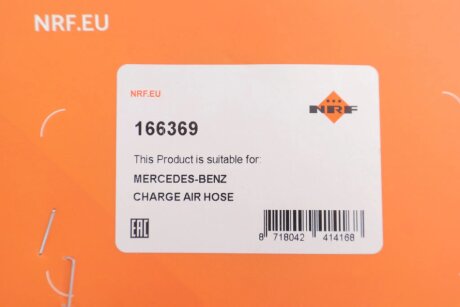 NRF.EU
NRF.EU
NRF
166369
This Product is suitable for:
MERCEDES-BENZ
CHARGE AIR HOSE
EAC
8 718042 414168